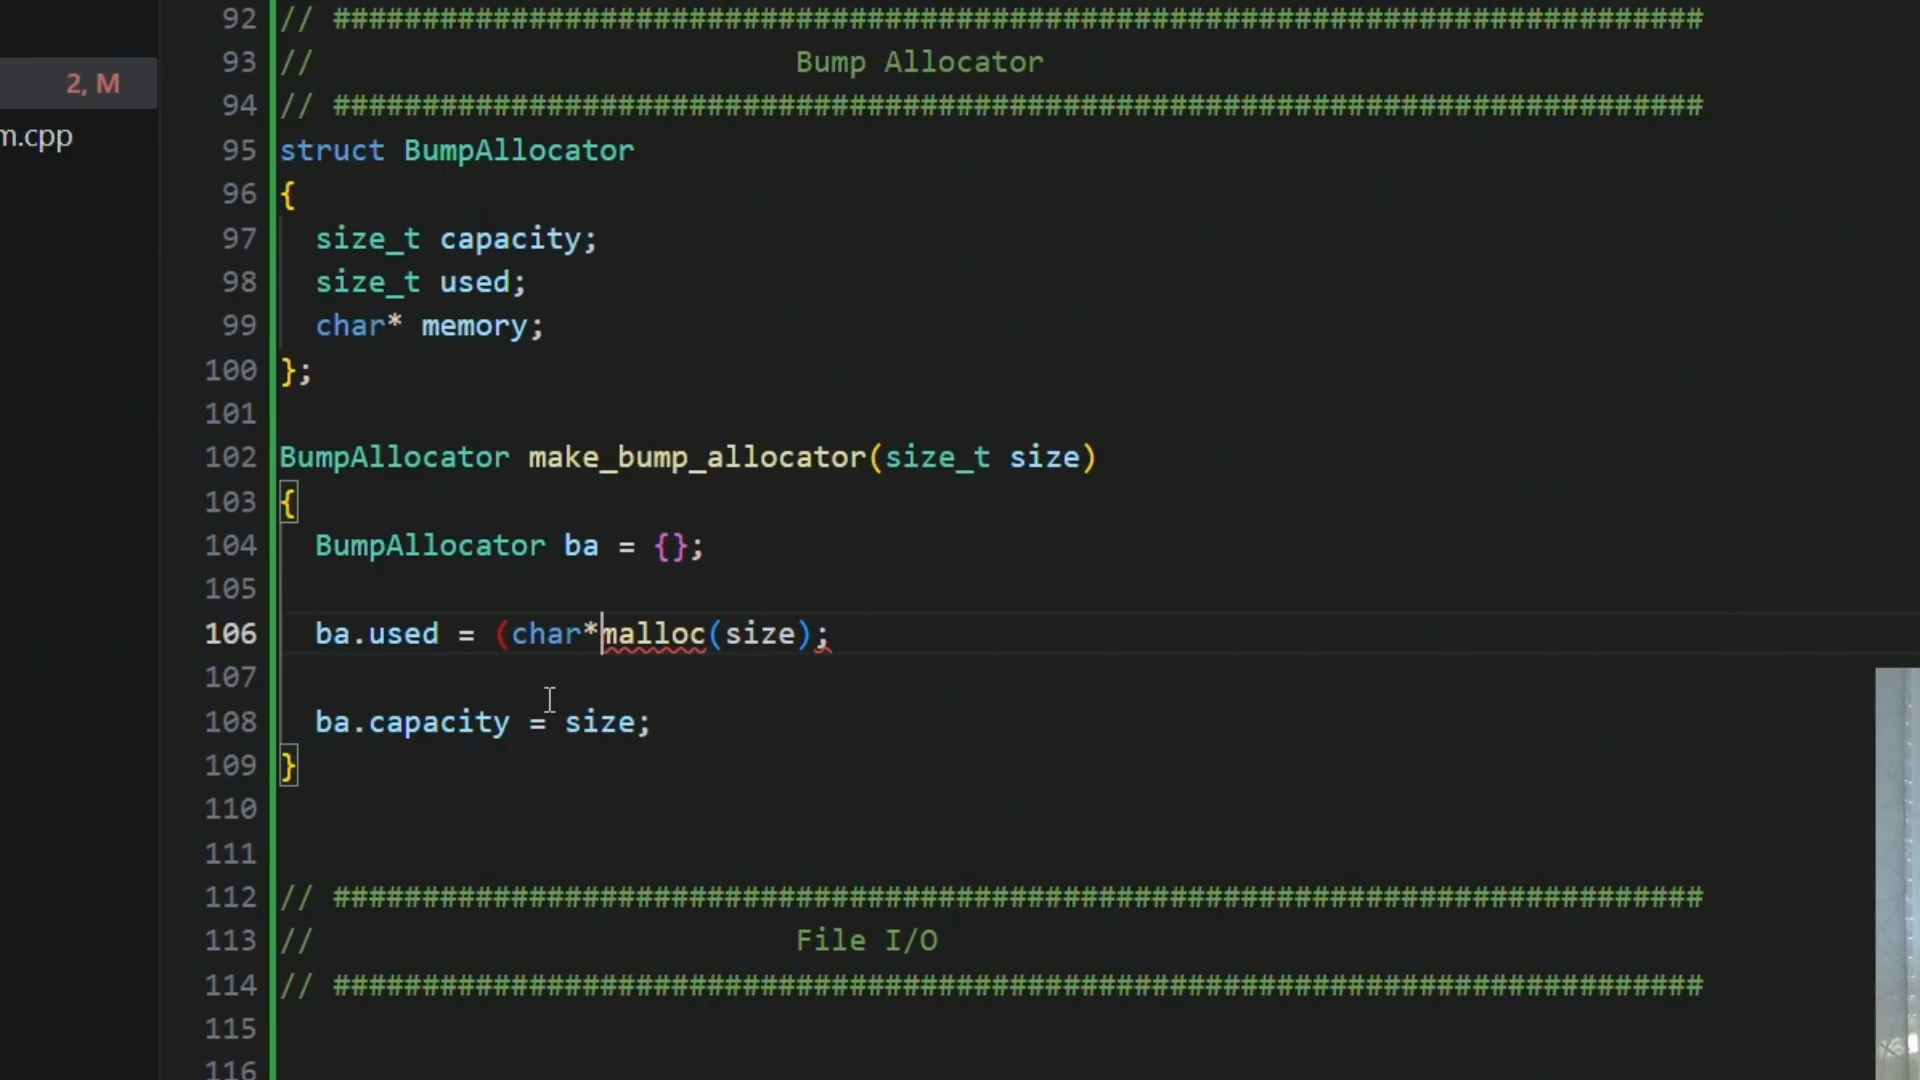 2, M
m.cpp
92 // ##############################################################################
93 // Bump Allocator
94 // ##############################################################################
95 struct BumpAllocator
96 {
97 size_t capacity;
98 size_t used;
99 char* memory;
100 };
101
102 BumpAllocator make_bump_allocator(size_t size)
103 {
104 BumpAllocator ba = {};
105
106 ba.used = (char*malloc(size);
107
108 ba.capacity = size;
109 }
110
111
112 // ##############################################################################
113 // File I/O
114 // ##############################################################################
115
116